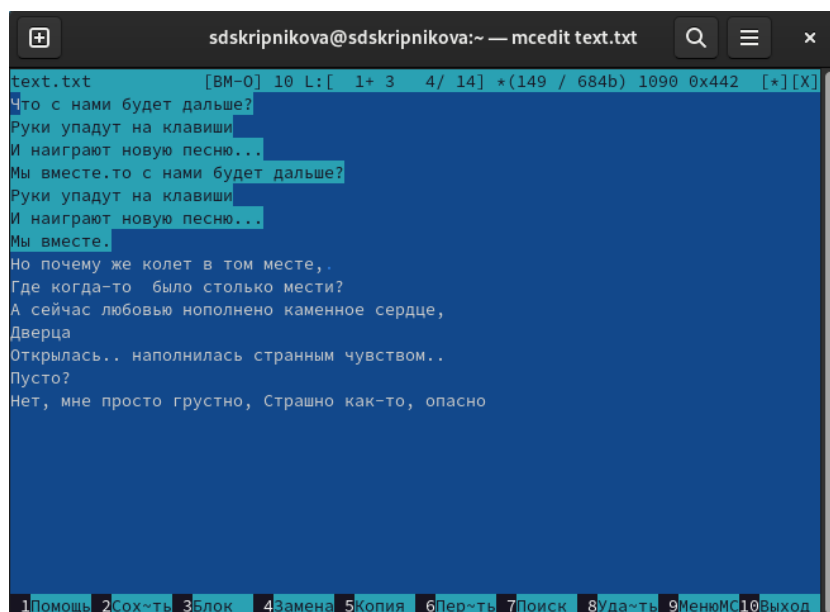 sdskripnikova@sdskripnikova:~ — mcedit text.txt
text.txt [BM-O] 10 L:[ 1+ 3 4/ 14] *(149 / 684b) 1090 0x442 [*][X]
Что с нами будет дальше?
Руки упадут на клавиши
И наиграют новую песню...
Мы вместе.то с нами будет дальше?
Руки упадут на клавиши
И наиграют новую песню...
Мы вместе.
Но почему же колет в том месте,.
Где когда-то было столько мести?
А сейчас любовью нополнено каменное сердце,
Дверца
Открылась.. наполнилась странным чувством..
Пусто?
Нет, мне просто грустно, Страшно как-то, опасно
1Помощь 2Сох~ть 3Блок 4Замена 5Копия 6Пер~ть 7Поиск 8Уда~ть 9МенюМС 10Выход